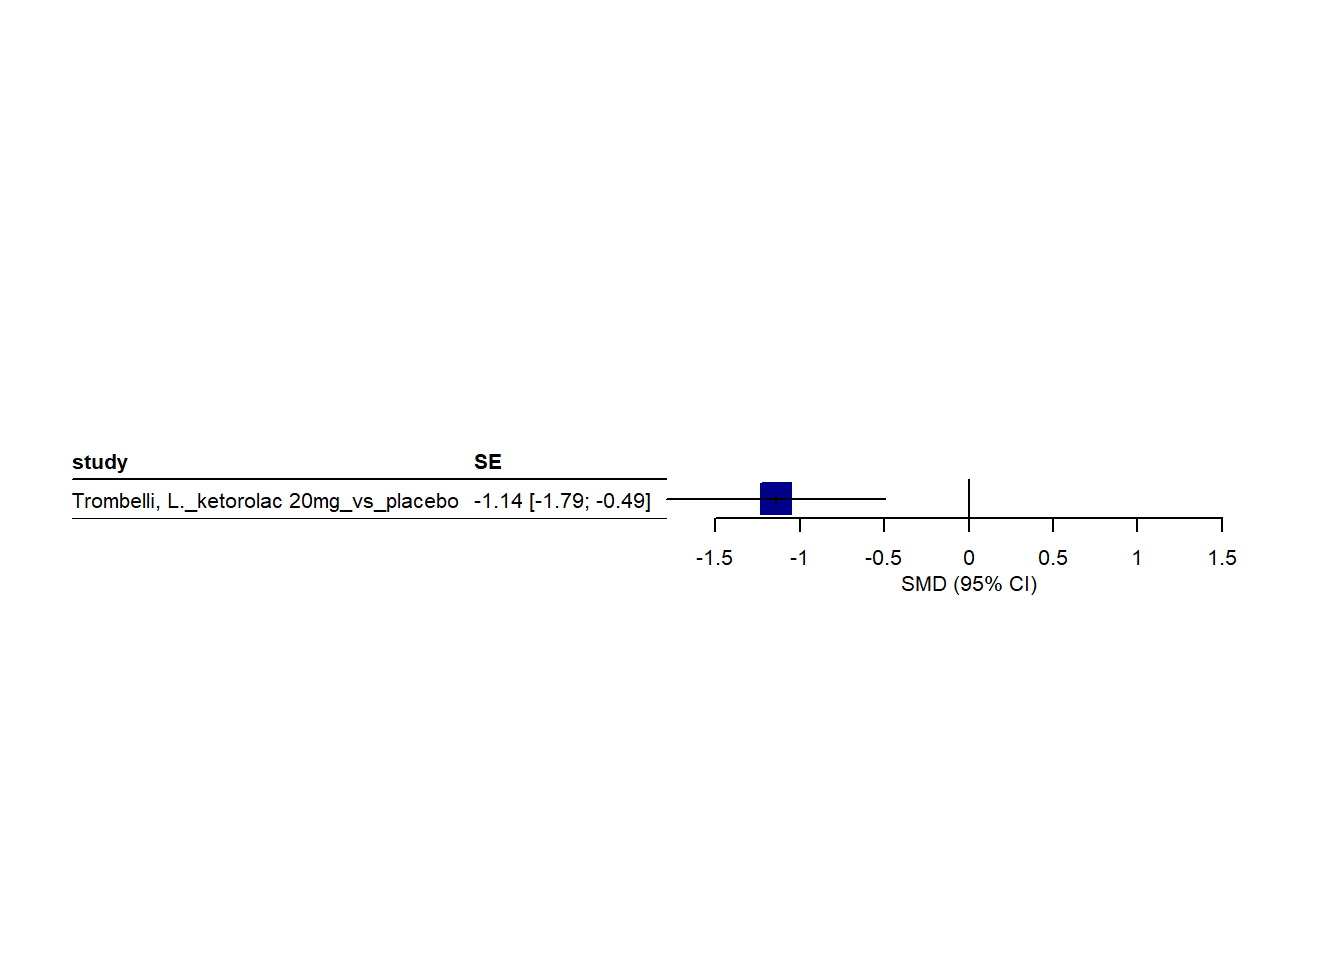 study SE
Trombelli, L._ketorolac 20mg_vs_placebo -1.14 [-1.79; -0.49]
-1.5 -1 -0.5 0 0.5 1 1.5
SMD (95% CI)